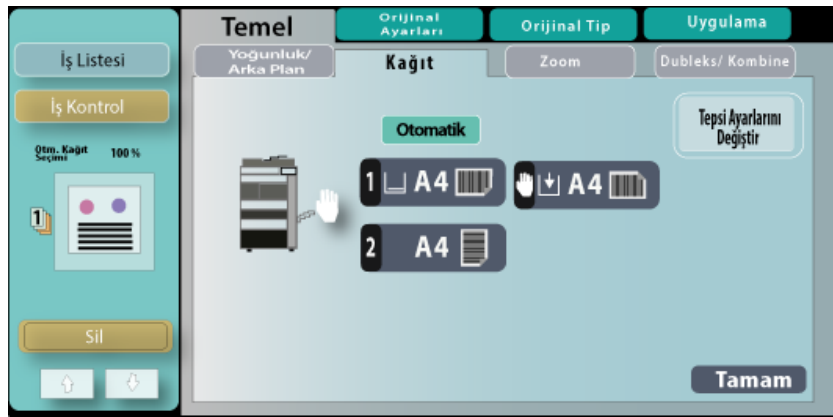 Temel
Orijinal
Ayarları
Orijinal Tip
Uygulama
İş Listesi
Yoğunluk/
Arka Plan
Kağıt
Zoom
Dubleks/ Kombine
İş Kontrol
Otomatik
Tepsi Ayarlarını
Değiştir
Otm. Kağıt
Seçimi
100 %
1
1 A4
A4
2 A4
Sil
Tamam